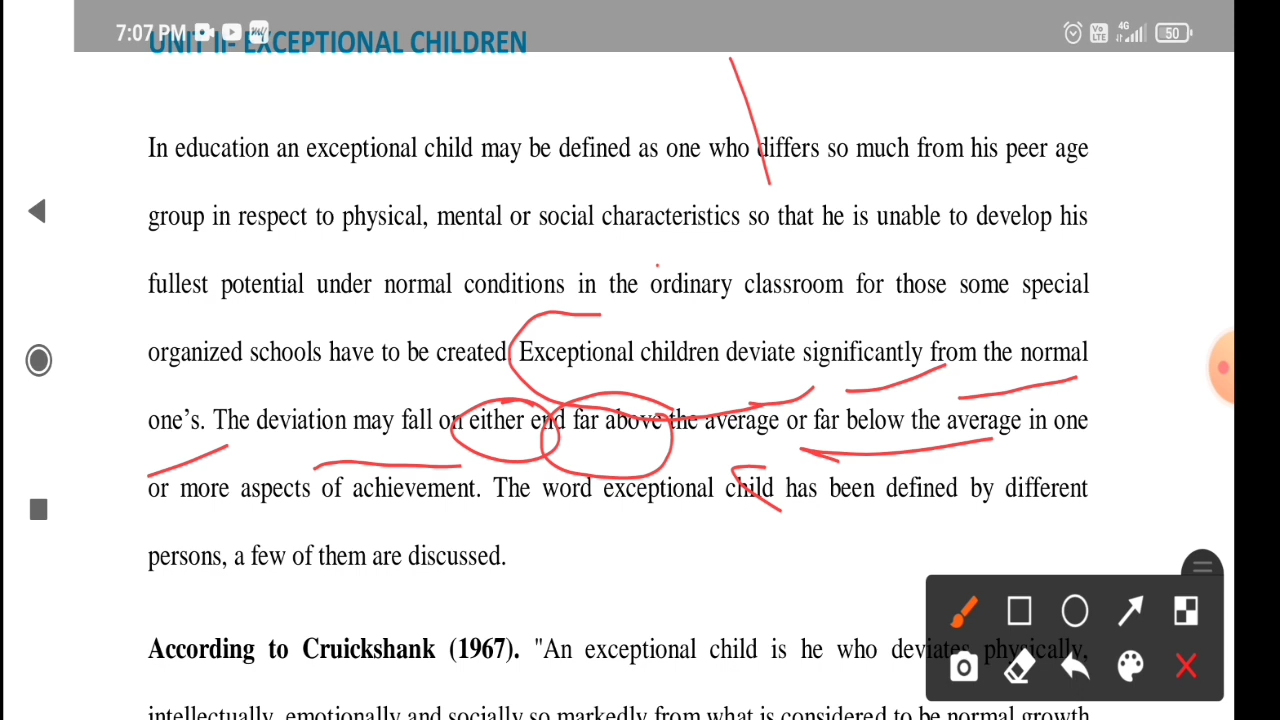 7:07 PM my Vo LTE 4G 50
UNIT II- EXCEPTIONAL CHILDREN
In education an exceptional child may be defined as one who differs so much from his peer age
group in respect to physical, mental or social characteristics so that he is unable to develop his
fullest potential under normal conditions in the ordinary classroom for those some special
organized schools have to be created. Exceptional children deviate significantly from the normal
one’s. The deviation may fall on either end far above the average or far below the average in one
or more aspects of achievement. The word exceptional child has been defined by different
persons, a few of them are discussed.
According to Cruickshank (1967). "An exceptional child is he who deviates physically,
intellectually, emotionally and socially so markedly from what is considered to be normal growth